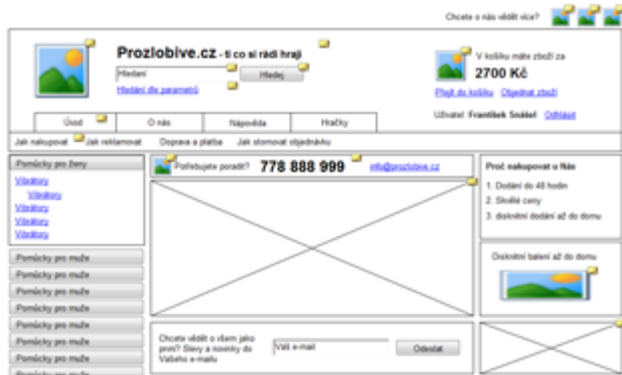 Chcete o nás vědět více?
Prozlobive.cz - ti co si rádi hrají
Hledaní
Hledej
Hledání dle parametrů
V košíku máte zboží za
2700 Kč
Přejít do košíku Objednat zboží
Uživatel František Snášel Odhlásit
Úvod
O nás
Nápověda
Hračky
Jak nakupovat
Jak reklamovat
Doprava a platba
Jak stornovat objednávku
Pomůcky pro ženy
Vibrátory
Vibrátory
Vibrátory
Vibrátory
Vibrátory
Pomůcky pro muže
Pomůcky pro muže
Pomůcky pro muže
Pomůcky pro muže
Pomůcky pro muže
Pomůcky pro muže
Pomůcky pro muže
Pomůcky pro muže
Potřebujete poradit? 778 888 999 info@prozlobive.cz
Proč nakupovat u Nás
1. Dodání do 48 hodin
2. Skvělé ceny
3. diskrétní dodání až do domu
Diskrétní balení až do domu
Chcete vědět o všem jako
první? Slevy a novinky do
Vašeho e-mailu
Váš e-mail
Odeslat